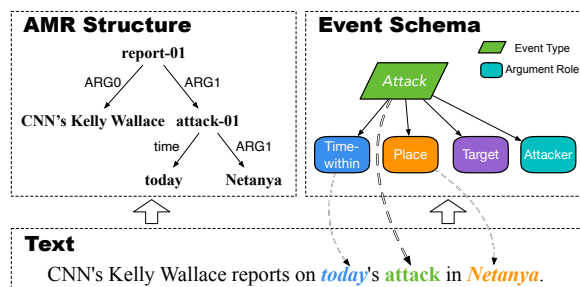 AMR Structure
report-01
ARG0
ARG1
CNN's Kelly Wallace
attack-01
time
ARG1
today
Netanya
Event Schema
Event Type
Argument Role
Attack
Time-
within
Place
Target
Attacker
Text
CNN's Kelly Wallace reports on today's attack in Netanya.